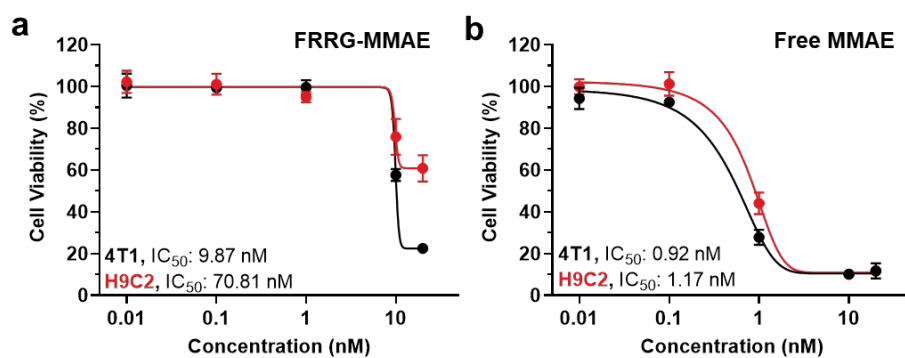 a
FRRG-MMAE
120
100
80
60
40
20
0
Cell Viability (%)
4T1, IC50: 9.87 nM
H9C2, IC50: 70.81 nM
0.01 0.1 1 10
Concentration (nM)
b
Free MMAE
120
100
80
60
40
20
0
Cell Viability (%)
4T1, IC50: 0.92 nM
H9C2, IC50: 1.17 nM
0.01 0.1 1 10
Concentration (nM)